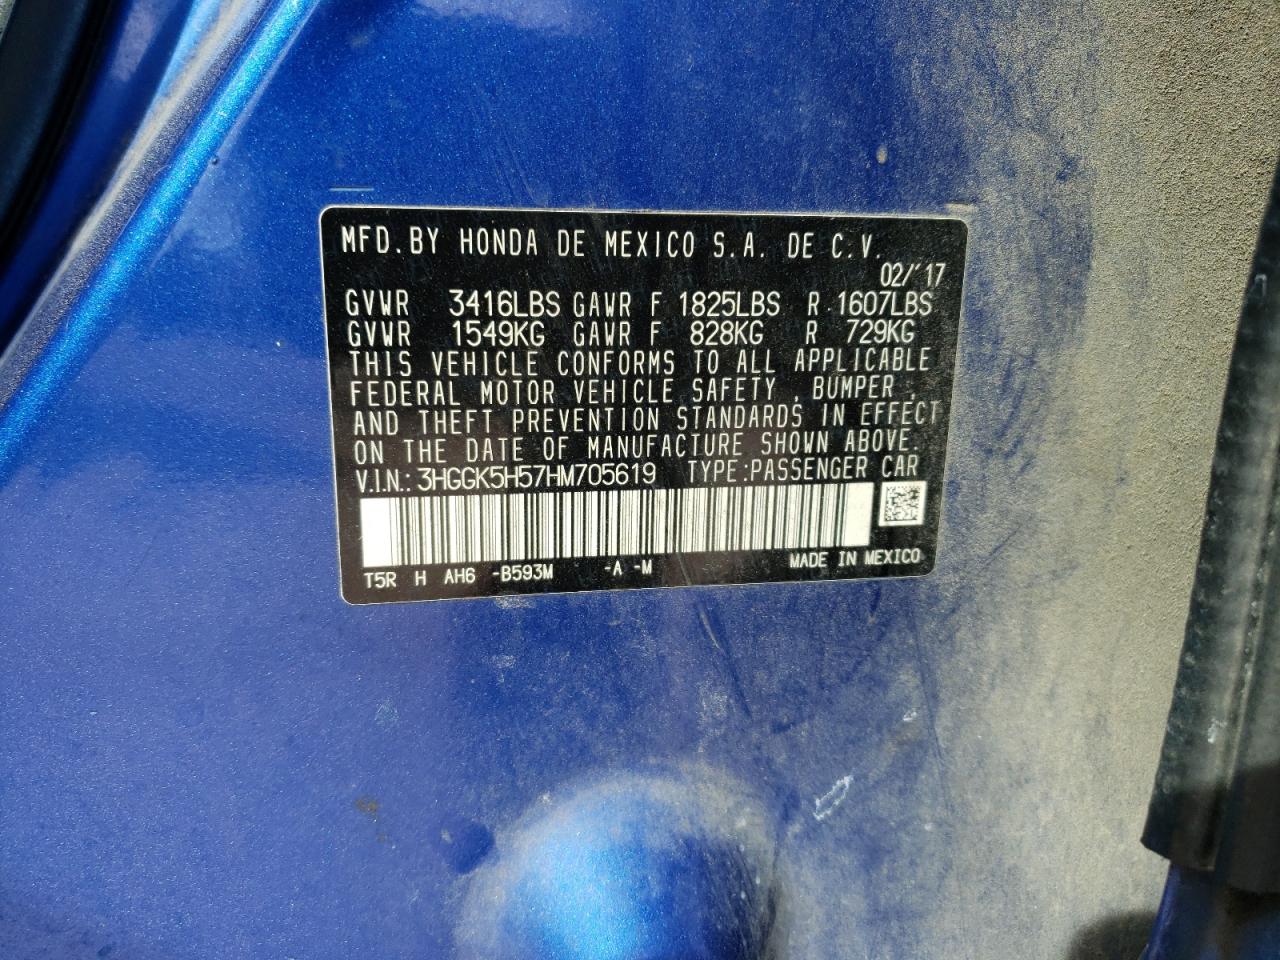 MFD.BY HONDA DE MEXICO S.A. DE C.V.
02/'17
GVWR 3416LBS GAWR F 1825LBS R 1607LBS
GVWR 1549KG GAWR F 828KG R 729KG
THIS VEHICLE CONFORMS TO ALL APPLICABLE
FEDERAL MOTOR VEHICLE SAFETY , BUMPER ,
AND THEFT PREVENTION STANDARDS IN EFFECT
ON THE DATE OF MANUFACTURE SHOWN ABOVE.
V.I.N.: 3HGGK5H57HM705619 TYPE:PASSENGER CAR
T5R H AH6 -B593M -A -M MADE IN MEXICO